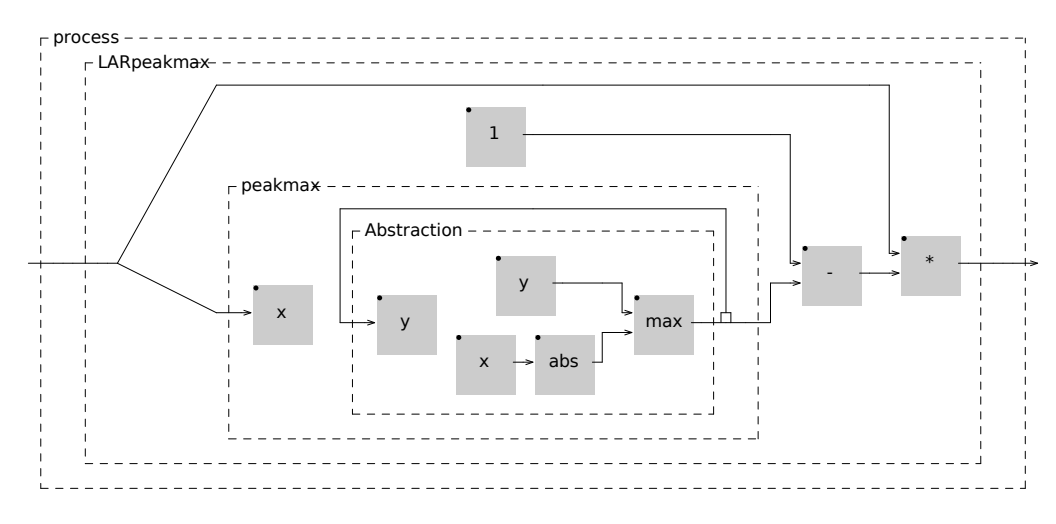 process
LARpeakmax
1
peakmax
Abstraction
y
-
*
x
y
max
x
abs